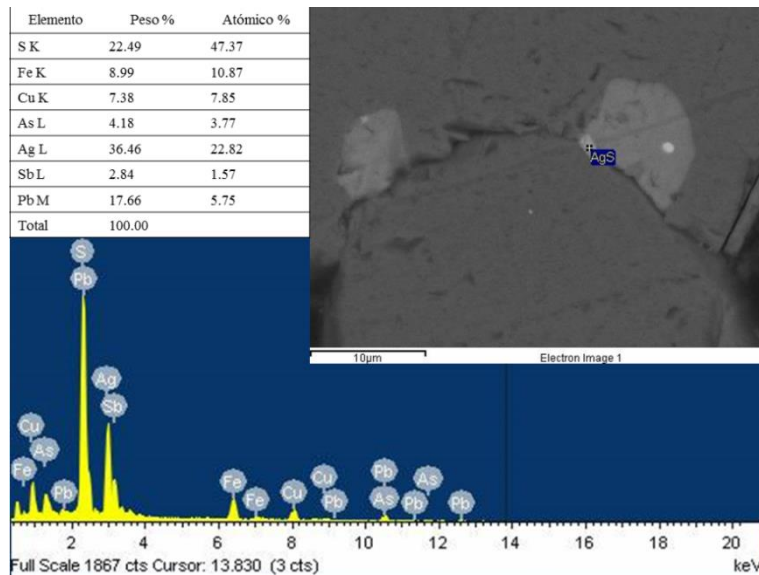 Elemento Peso % Atómico %
S K 22.49 47.37
Fe K 8.99 10.87
Cu K 7.38 7.85
As L 4.18 3.77
Ag L 36.46 22.82
Sb L 2.84 1.57
Pb M 17.66 5.75
Total 100.00
AgS
10µm Electron Image 1
S
Pb
Ag
Sb
Cu
As
Fe
Pb
Fe
Fe
Cu
Cu
Pb
Pb
As
As
Pb
Pb
2 4 6 8 10 12 14 16 18 20
Full Scale 1867 cts Cursor: 13.830 (3 cts) keV